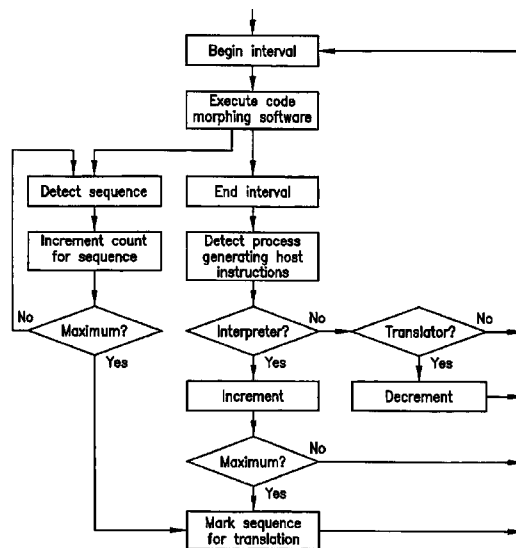 Begin interval
Execute code
morphing software
Detect sequence
End interval
Increment count
for sequence
Detect process
generating host
instructions
No
Maximum?
Yes
Interpreter?
No
Yes
Translator?
No
Yes
Increment
Decrement
Maximum?
No
Yes
Mark sequence
for translation